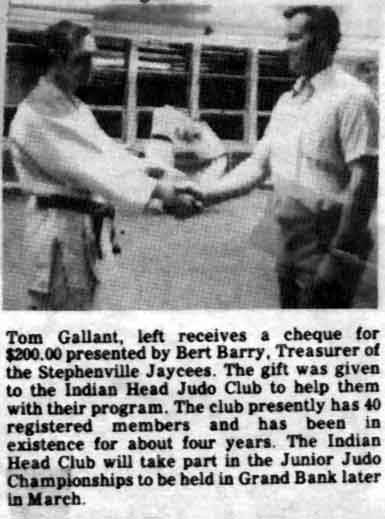 Tom Gallant, left receives a cheque for
$200.00 presented by Bert Barry, Treasurer of
the Stephenville Jaycees. The gift was given
to the Indian Head Judo Club to help them
with their program. The club presently has 40
registered members and has been in
existence for about four years. The Indian
Head Club will take part in the Junior Judo
Championships to be held in Grand Bank later
in March.